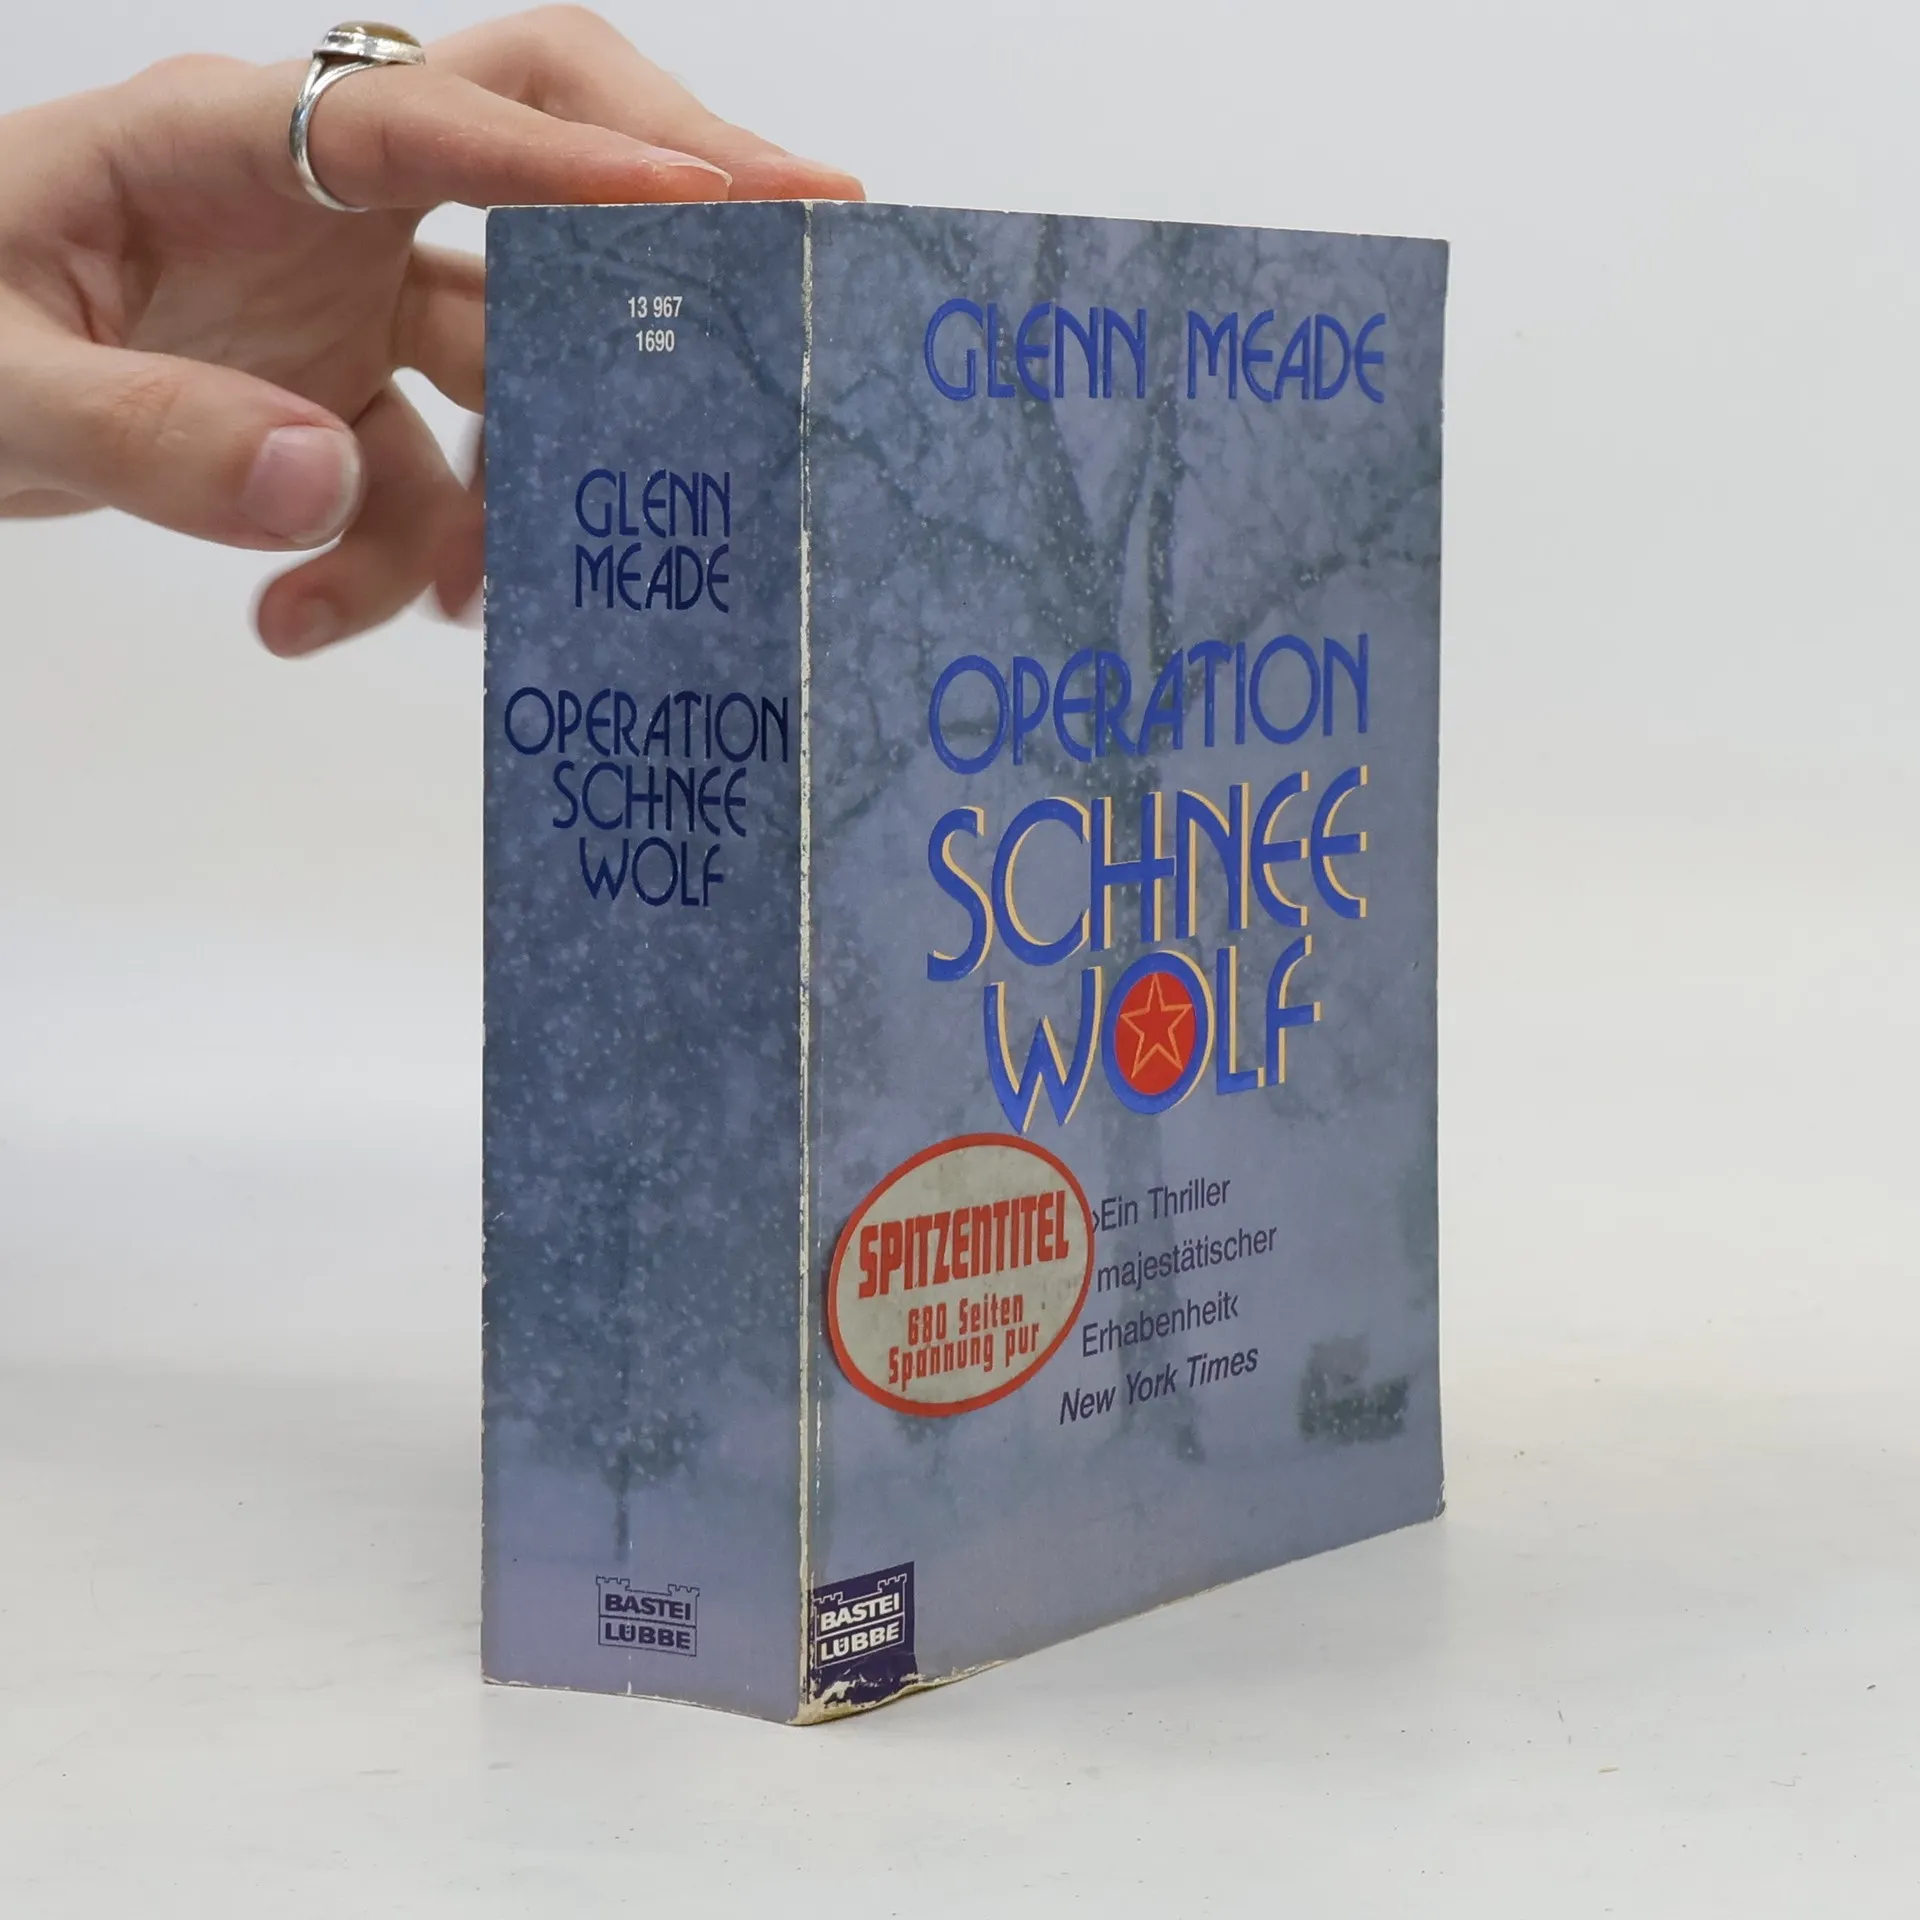 13 967
1690
GLENN
MEADE
OPERATION
SCHNEE
WOLF
BASTEI
LÜBBE
GLENN MEADE
OPERATION
SCHNEE
WOLF
SPITZENTITEL
680 Seiten
Spannung pur
›Ein Thriller
majestätischer
Erhabenheit‹
New York Times
BASTEI
LÜBBE